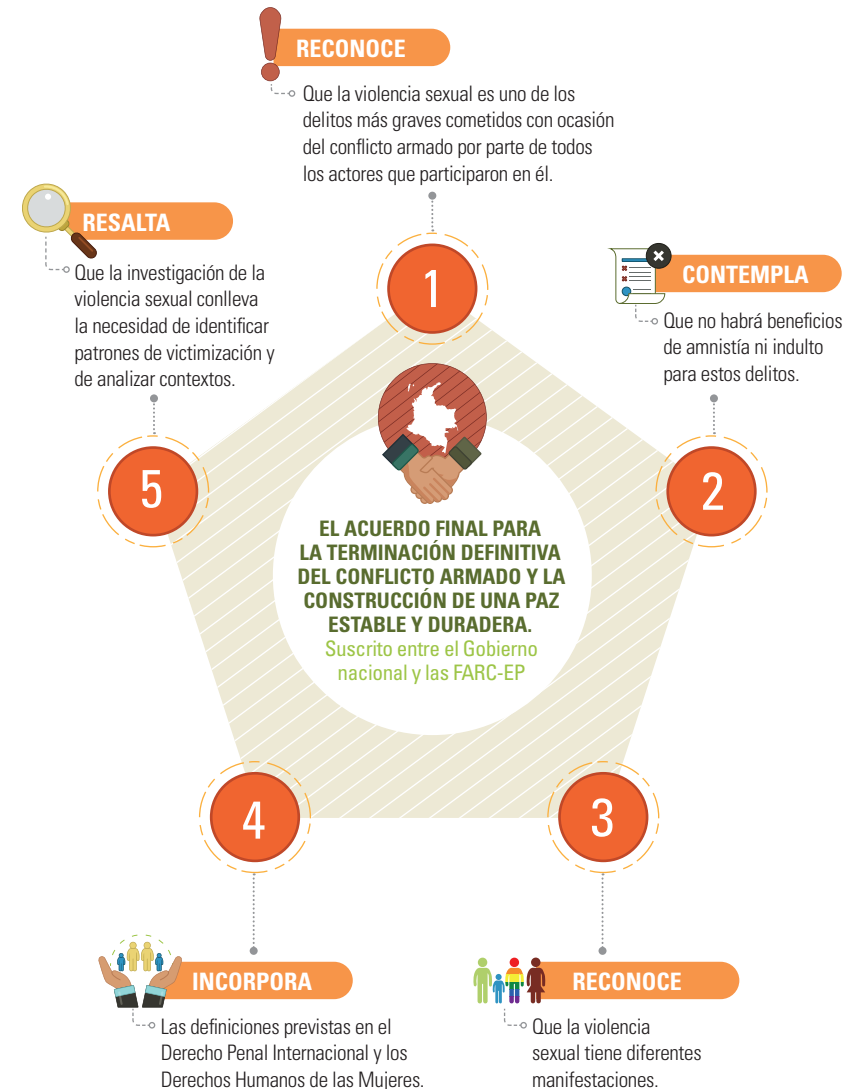 RECONOCE
Que la violencia sexual es uno de los
delitos más graves cometidos con ocasión
del conflicto armado por parte de todos
los actores que participaron en él.
1
CONTEMPLA
Que no habrá beneficios
de amnistía ni indulto
para estos delitos.
2
RECONOCE
Que la violencia
sexual tiene diferentes
manifestaciones.
3
INCORPORA
Las definiciones previstas en el
Derecho Penal Internacional y los
Derechos Humanos de las Mujeres.
4
RESALTA
Que la investigación de la
violencia sexual conlleva
la necesidad de identificar
patrones de victimización y
de analizar contextos.
5
EL ACUERDO FINAL PARA
LA TERMINACIÓN DEFINITIVA
DEL CONFLICTO ARMADO Y LA
CONSTRUCCIÓN DE UNA PAZ
ESTABLE Y DURADERA.
Suscrito entre el Gobierno
nacional y las FARC-EP